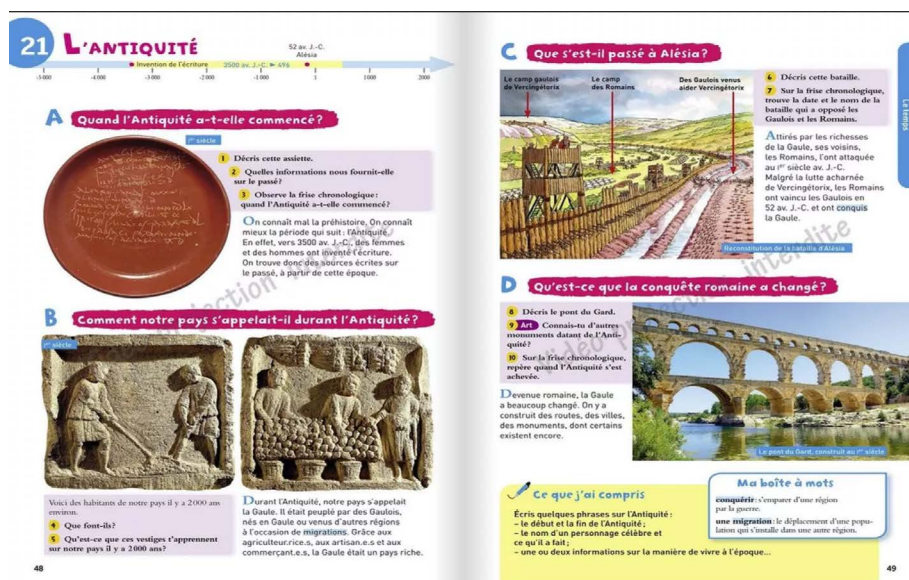 21
L'ANTIQUITÉ
52 av. J.-C.
Alésia
Invention de l'écriture 3500 av. J.-C. ► 496
-5000
-4000
-3000
-2000
-1000
1
1000
2000
A Quand l'Antiquité a-t-elle commencé ?
Ier siècle
1 Décris cette assiette.
2 Quelles informations nous fournit-elle
sur le passé ?
3 Observe la frise chronologique :
quand l'Antiquité a-t-elle commencé ?
On connaît mal la préhistoire. On connaît
mieux la période qui suit : l'Antiquité.
En effet, vers 3500 av. J.-C., des femmes
et des hommes ont inventé l'écriture.
On trouve donc des sources écrites sur
le passé, à partir de cette époque.
B Comment notre pays s'appelait-il durant l'Antiquité ?
Ier siècle
Voici des habitants de notre pays il y a 2 000 ans
environ.
4 Que font-ils ?
5 Qu'est-ce que ces vestiges t'apprennent
sur notre pays il y a 2 000 ans ?
Durant l'Antiquité, notre pays s'appelait
la Gaule. Il était peuplé par des Gaulois,
nés en Gaule ou venus d'autres régions
à l'occasion de migrations. Grâce aux
agriculteur.rice.s, aux artisan.e.s et aux
commerçant.e.s, la Gaule était un pays riche.
48
C Que s'est-il passé à Alésia ?
Le camp gaulois
de Vercingétorix
Le camp
des Romains
Des Gaulois venus
aider Vercingétorix
Reconstitution de la bataille d'Alésia
6 Décris cette bataille.
7 Sur la frise chronologique,
trouve la date et le nom de la
bataille qui a opposé les
Gaulois et les Romains.
Attirés par les richesses
de la Gaule, ses voisins,
les Romains, l'ont attaquée
au Ier siècle av. J.-C.
Malgré la lutte acharnée
de Vercingétorix, les Romains
ont vaincu les Gaulois en
52 av. J.-C. et ont conquis
la Gaule.
Le temps
D Qu'est-ce que la conquête romaine a changé ?
8 Décris le pont du Gard.
9 Art Connais-tu d'autres
monuments datant de l'Anti-
quité ?
10 Sur la frise chronologique,
repère quand l'Antiquité s'est
achevée.
Devenue romaine, la Gaule
a beaucoup changé. On y a
construit des routes, des villes,
des monuments, dont certains
existent encore.
Le pont du Gard, construit au Ier siècle
Ce que j'ai compris
Écris quelques phrases sur l'Antiquité :
– le début et la fin de l'Antiquité ;
– le nom d'un personnage célèbre et
ce qu'il a fait ;
– une ou deux informations sur la manière de vivre à l'époque...
Ma boîte à mots
conquérir : s'emparer d'une région
par la guerre.
une migration : le déplacement d'une popu-
lation qui s'installe dans une autre région.
49
interdite